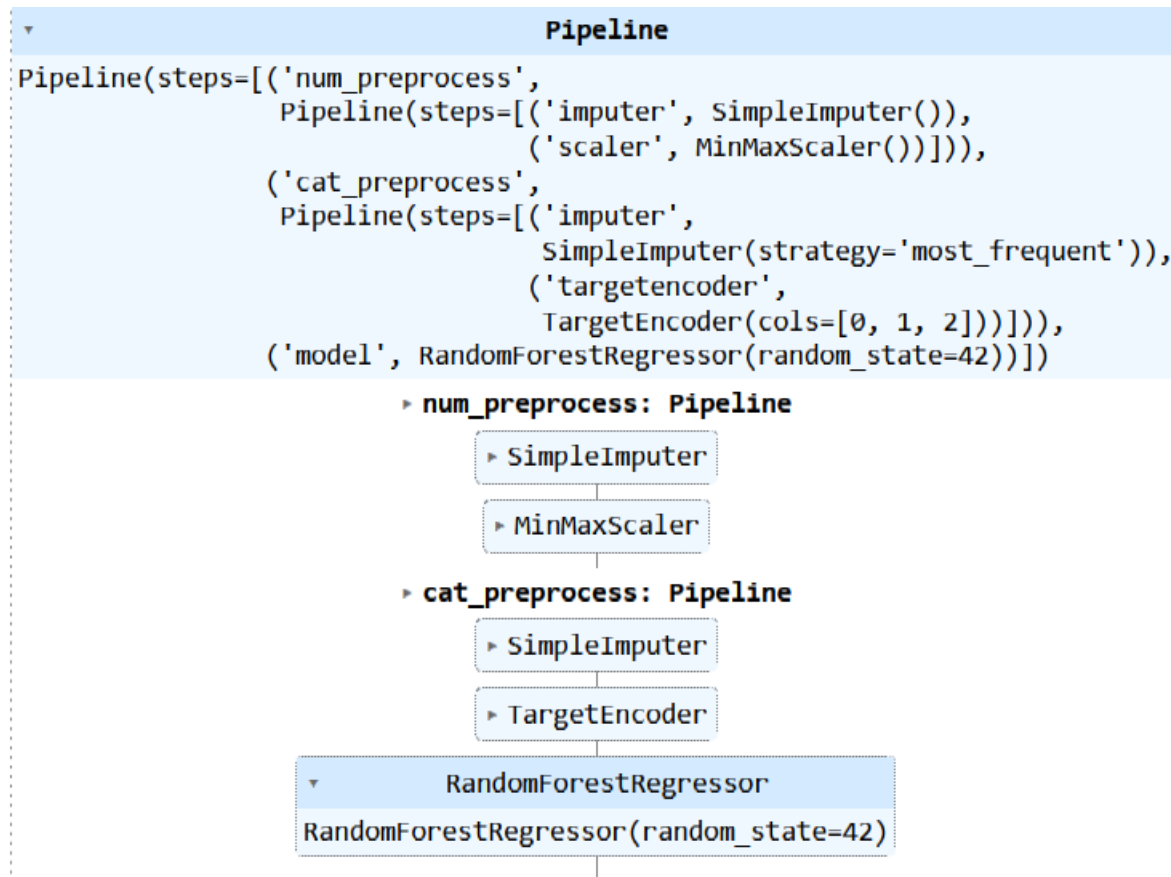 Pipeline
Pipeline(steps=[('num_preprocess',
Pipeline(steps=[('imputer', SimpleImputer()),
('scaler', MinMaxScaler())])),
('cat_preprocess',
Pipeline(steps=[('imputer',
SimpleImputer(strategy='most_frequent')),
('targetencoder',
TargetEncoder(cols=[0, 1, 2]))])),
('model', RandomForestRegressor(random_state=42))])
num_preprocess: Pipeline
SimpleImputer
MinMaxScaler
cat_preprocess: Pipeline
SimpleImputer
TargetEncoder
RandomForestRegressor
RandomForestRegressor(random_state=42)